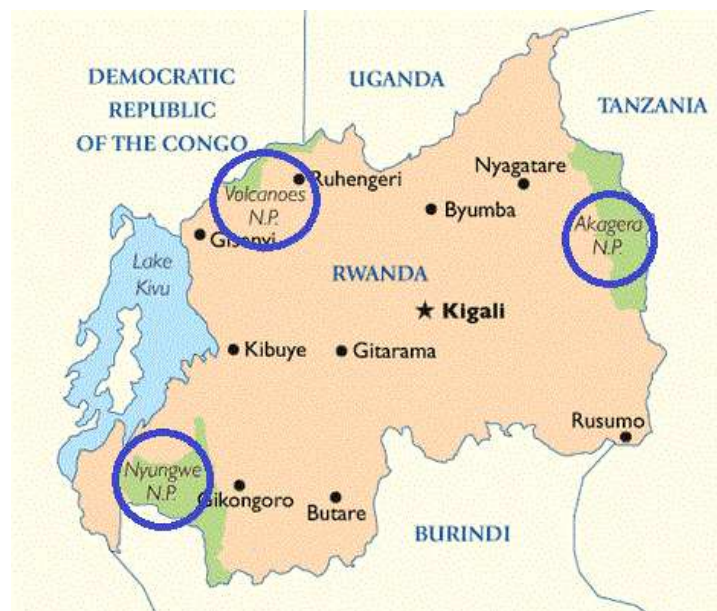 DEMOCRATIC
REPUBLIC
OF THE CONGO
UGANDA
TANZANIA
Volcanoes
N.P.
Ruhengeri
Nyagatare
Byumba
Akagera
N.P.
Gisenyi
Lake
Kivu
RWANDA
Kigali
Kibuye
Gitarama
Rusumo
Nyungwe
N.P.
Gikongoro
Butare
BURINDI